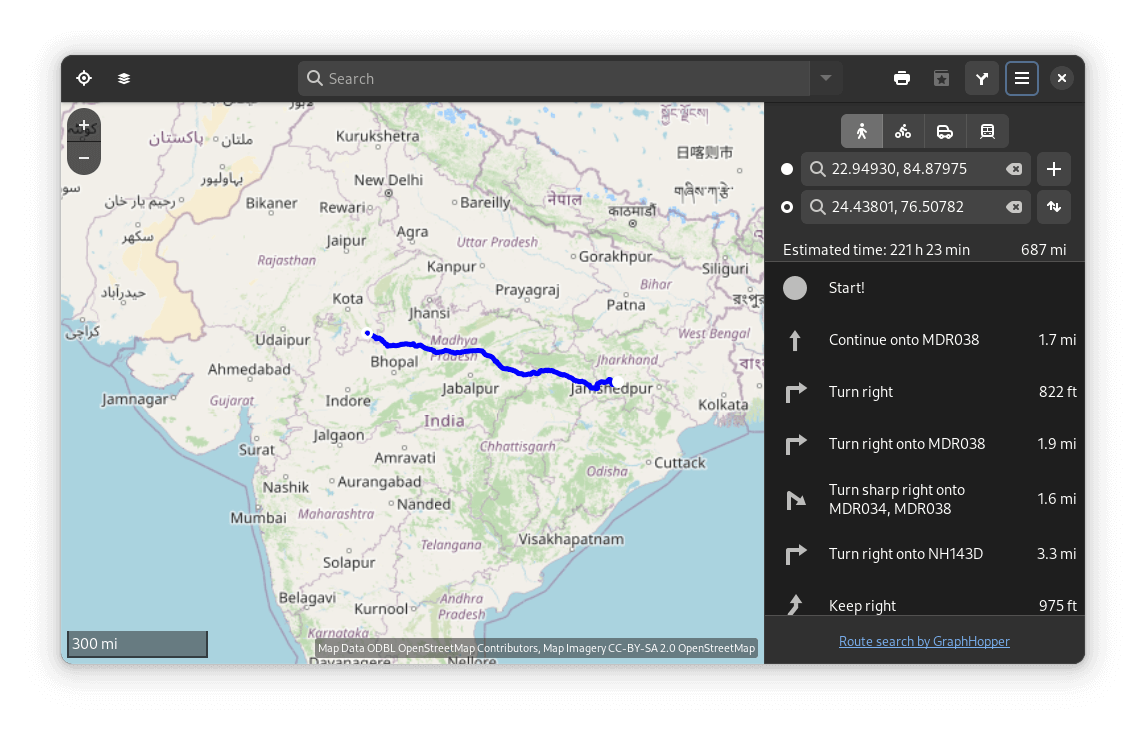 Search
22.94930, 84.87975
24.43801, 76.50782
Estimated time: 221 h 23 min
687 mi
Start!
Continue onto MDR038
1.7 mi
Turn right
822 ft
Turn right onto MDR038
1.9 mi
Turn sharp right onto
MDR034, MDR038
1.6 mi
Turn right onto NH143D
3.3 mi
Keep right
975 ft
Route search by GraphHopper
پاکستان
ملتان
Kurukshetra
日喀则市
بہاولپور
New Delhi
رحیم یار خان
Bikaner
Rewari
Bareilly
नेपाल
काठमाडौं
سکھر
Agra
Jaipur
Uttar Pradesh
Gorakhpur
Rajasthan
Kanpur
Siliguri
حیدرآباد
Kota
Prayagraj
Bihar
Patna
Jhansi
کراچی
Udaipur
Madhya
Pradesh
West Bengal
Bhopal
Jharkhand
Ahmedabad
Jabalpur
Jamshedpur
Jamnagar
Gujarat
Indore
Kolkata
India
Jalgaon
Surat
Chhattisgarh
Amravati
Odisha
Cuttack
Nashik
Aurangabad
Nanded
Mumbai
Maharashtra
Visakhapatnam
Telangana
Solapur
Belagavi
Kurnool
Andhra
Pradesh
Karnataka
300 mi
Map Data ODBL OpenStreetMap Contributors, Map Imagery CC-BY-SA 2.0 OpenStreetMap
Davanagere
Nellore